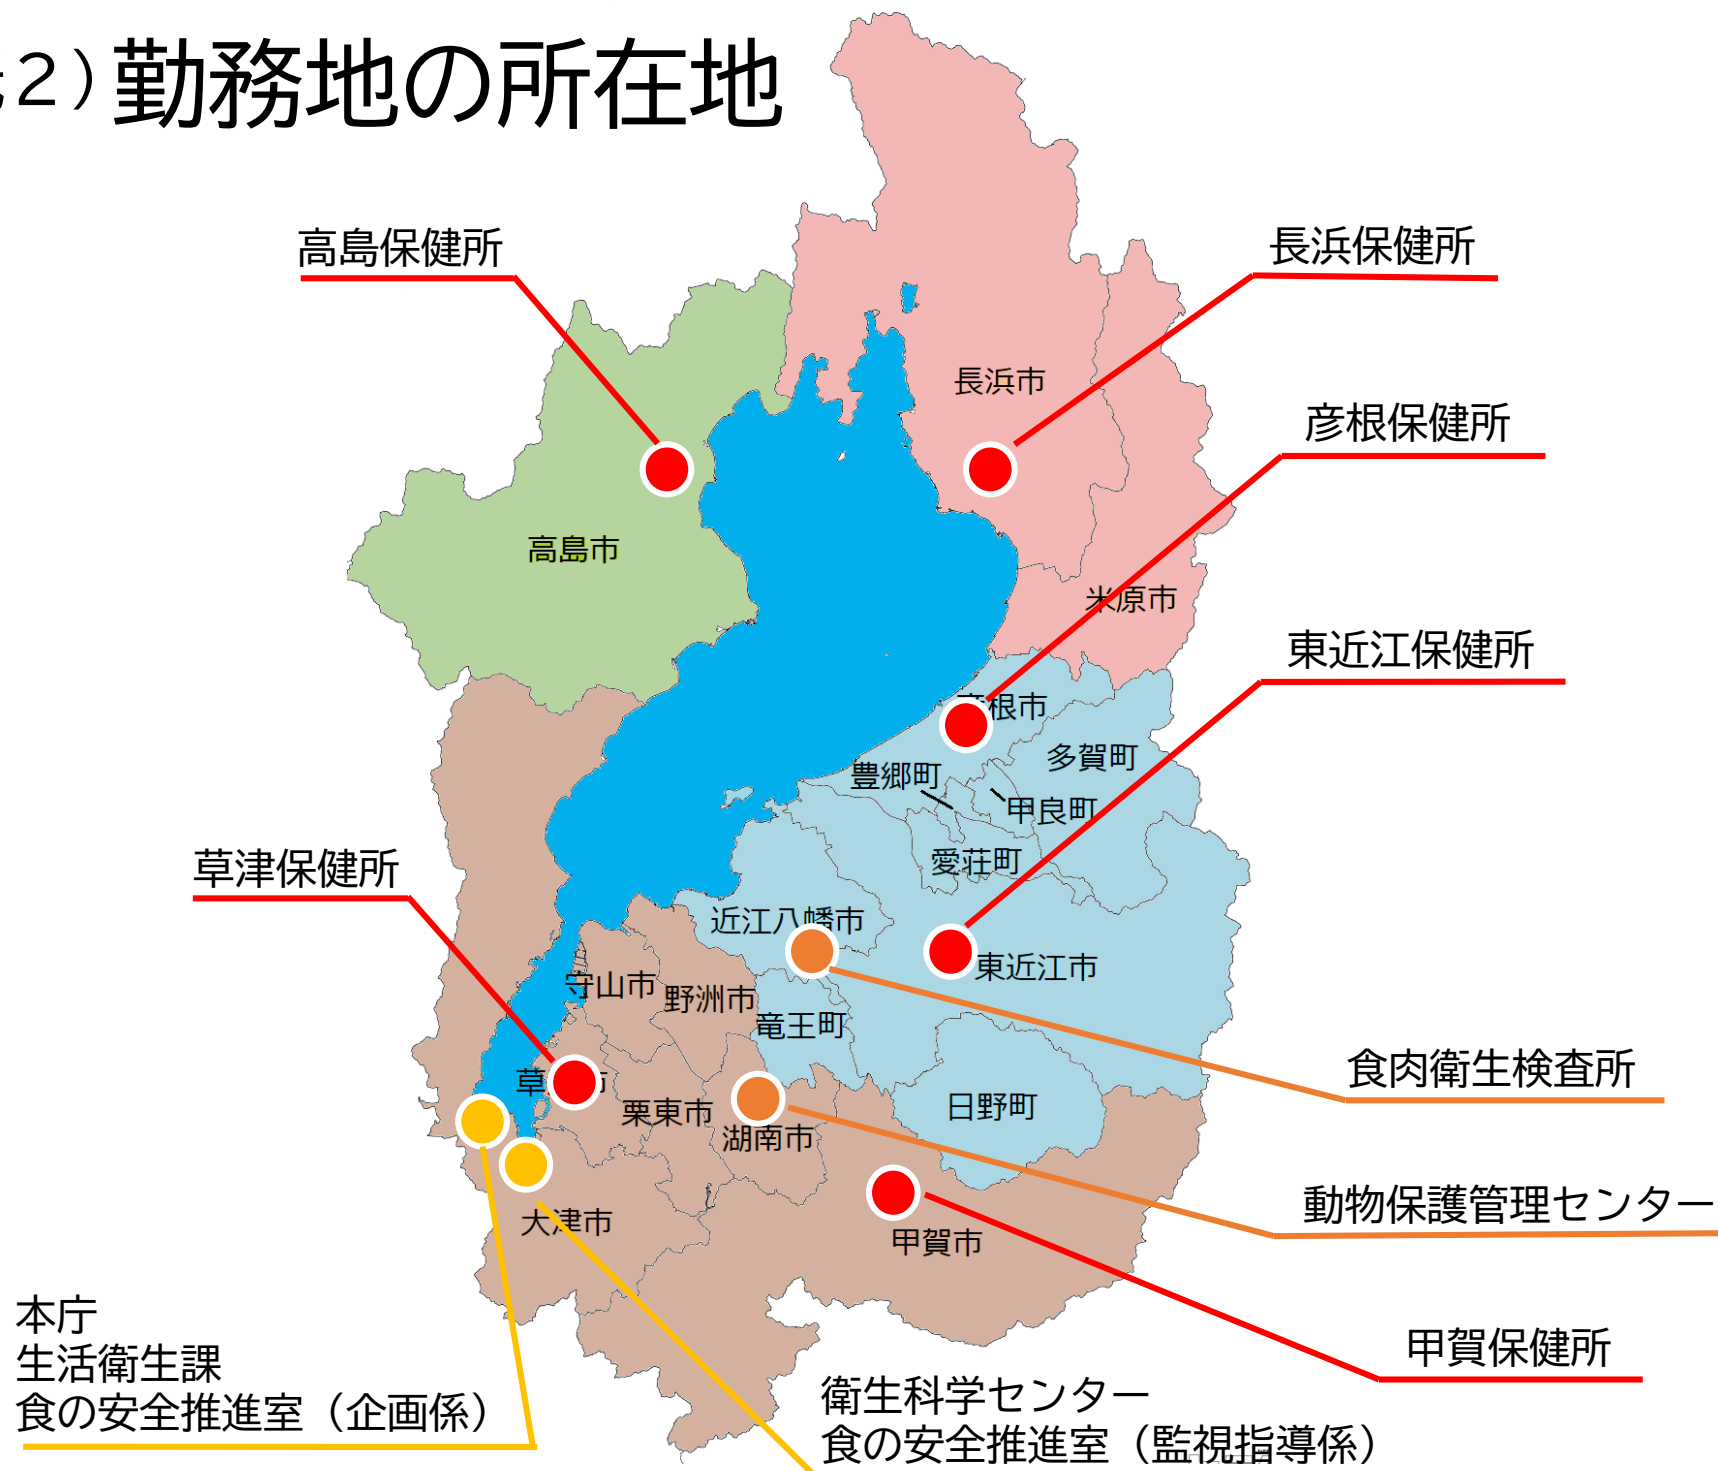 2）勤務地の所在地
高島保健所
長浜保健所
長浜市
彦根保健所
高島市
米原市
東近江保健所
根市
多賀町
豊郷町
甲良町
愛荘町
草津保健所
近江八幡市
東近江市
守山市
野洲市
竜王町
食肉衛生検査所
草
市
栗東市
日野町
湖南市
動物保護管理センター
大津市
甲賀市
本庁
生活衛生課
食の安全推進室（企画係）
甲賀保健所
衛生科学センター
食の安全推進室（監視指導係）